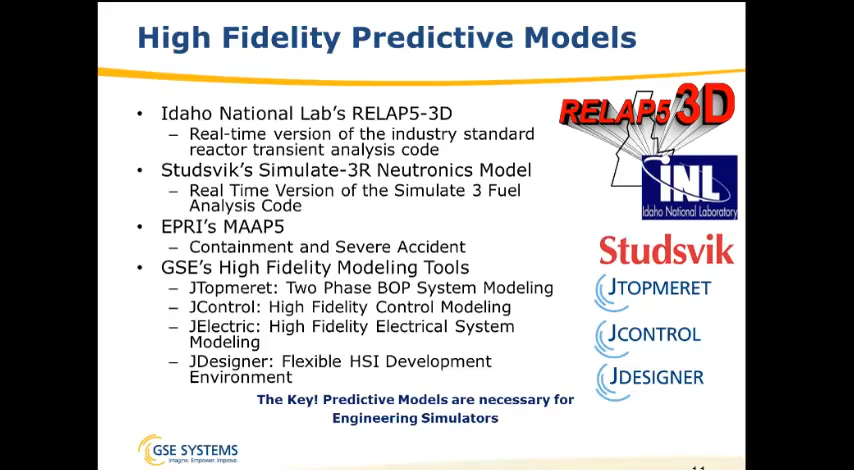 High Fidelity Predictive Models
• Idaho National Lab's RELAP5-3D
– Real-time version of the industry standard
reactor transient analysis code
• Studsvik's Simulate-3R Neutronics Model
– Real Time Version of the Simulate 3 Fuel
Analysis Code
• EPRI's MAAP5
– Containment and Severe Accident
• GSE's High Fidelity Modeling Tools
– JTopmeret: Two Phase BOP System Modeling
– JControl: High Fidelity Control Modeling
– JElectric: High Fidelity Electrical System
Modeling
– JDesigner: Flexible HSI Development
Environment
The Key! Predictive Models are necessary for
Engineering Simulators
RELAP5 3D
INL
Idaho National Laboratory
Studsvik
JTOPMERET
JCONTROL
JDESIGNER
GSE SYSTEMS
Imagine. Empower. Improve.